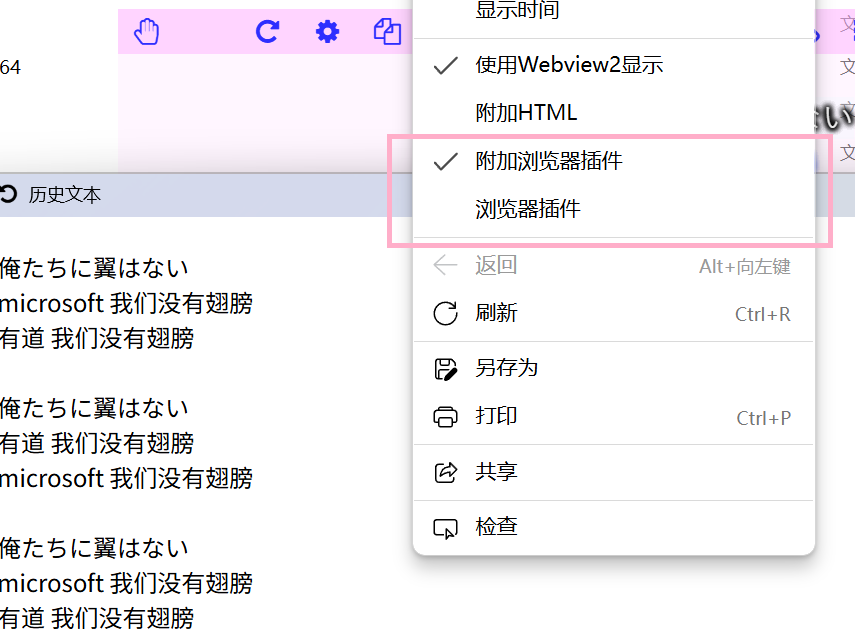 显示时间
64
使用Webview2显示
文
附加HTML
ない
文
附加浏览器插件
文
历史文本
浏览器插件
俺たちに翼はない
microsoft 我们没有翅膀
有道 我们没有翅膀
俺たちに翼はない
有道 我们没有翅膀
microsoft 我们没有翅膀
俺たちに翼はない
microsoft 我们没有翅膀
有道 我们没有翅膀
返回 Alt+向左键
刷新 Ctrl+R
另存为
打印 Ctrl+P
共享
检查